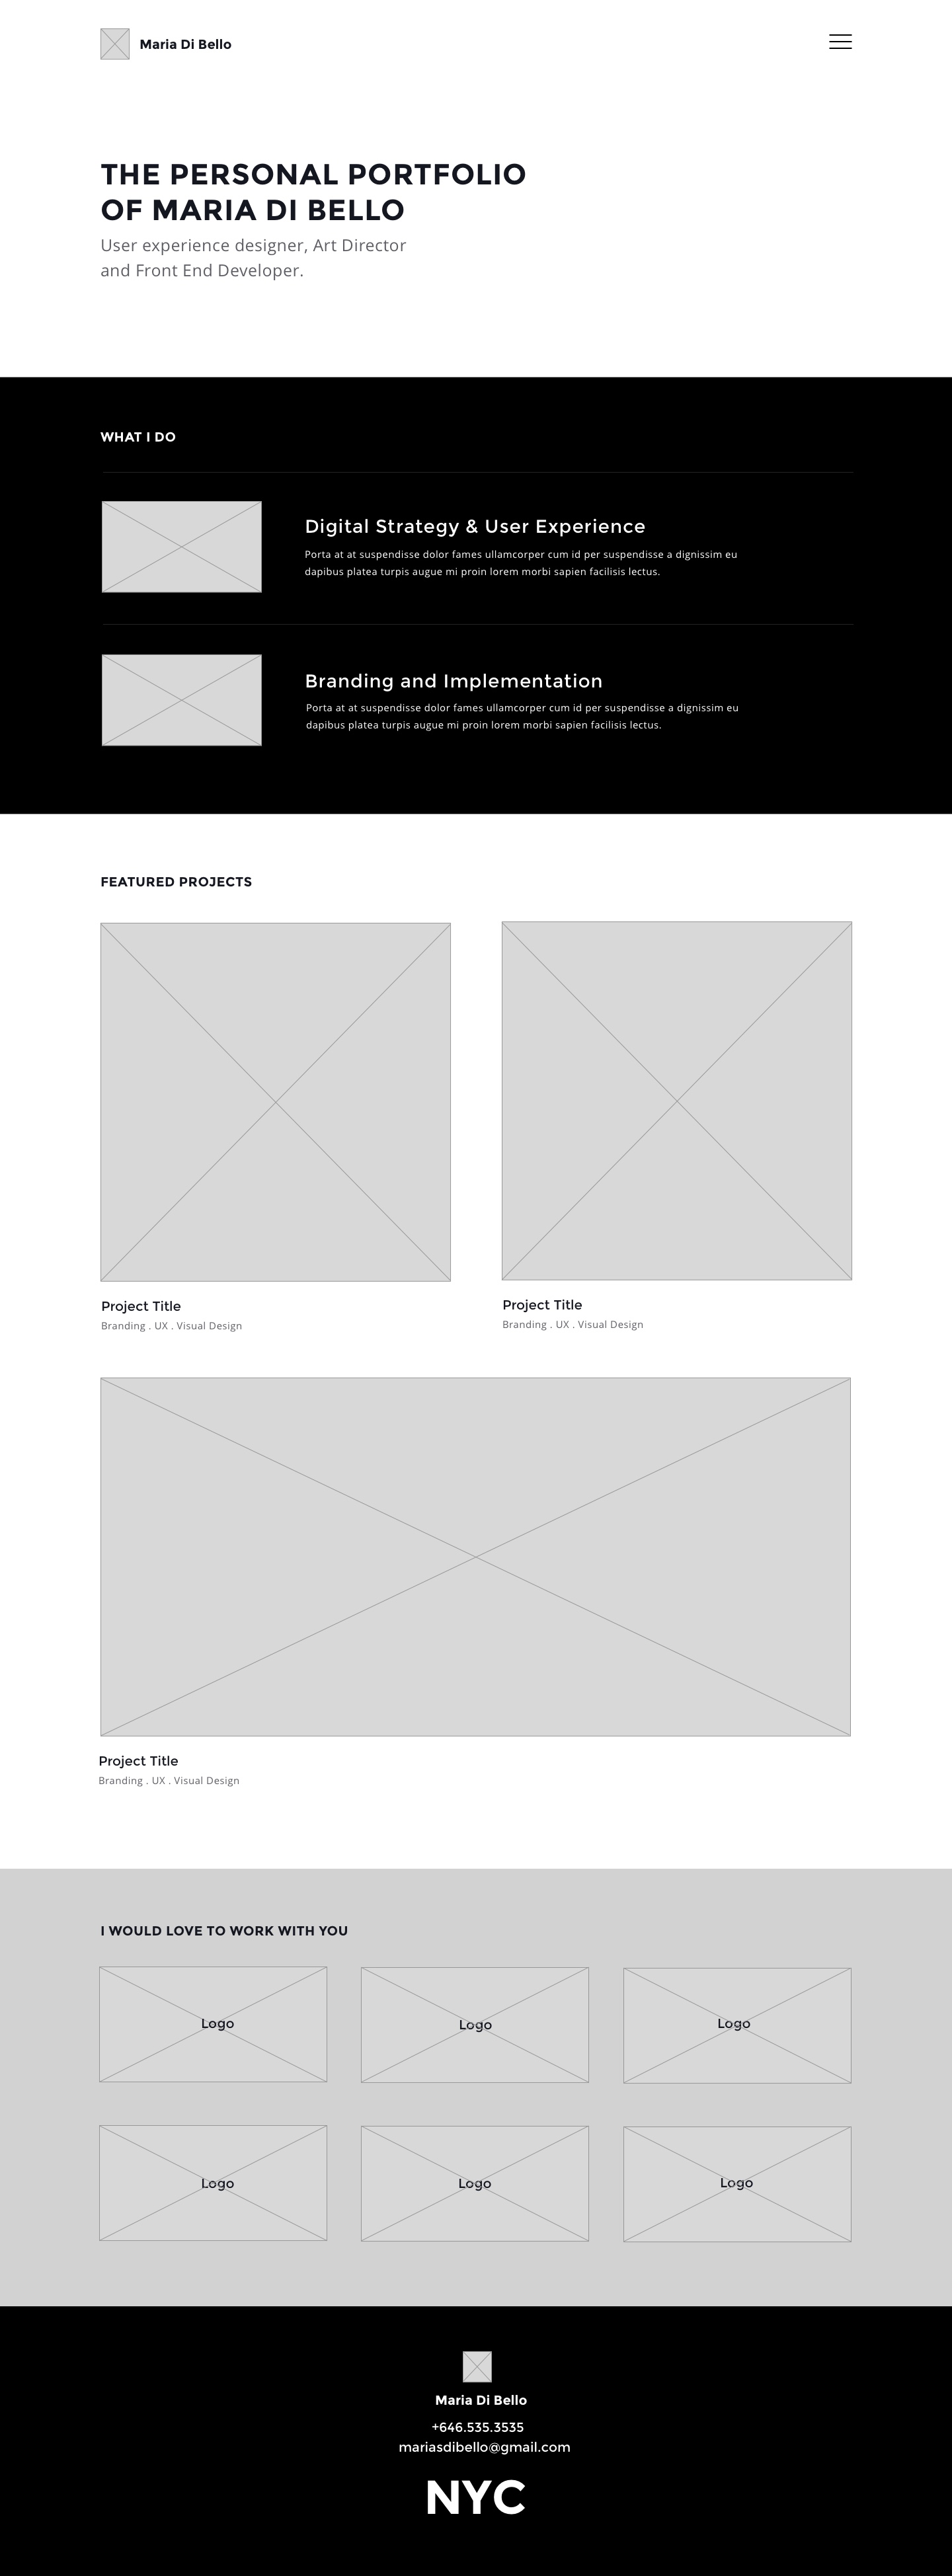 Maria Di Bello
THE PERSONAL PORTFOLIO
OF MARIA DI BELLO
User experience designer, Art Director
and Front End Developer.
WHAT I DO
Digital Strategy & User Experience
Porta at at suspendisse dolor fames ullamcorper cum id per suspendisse a dignissim eu
dapibus platea turpis augue mi proin lorem morbi sapien facilisis lectus.
Branding and Implementation
Porta at at suspendisse dolor fames ullamcorper cum id per suspendisse a dignissim eu
dapibus platea turpis augue mi proin lorem morbi sapien facilisis lectus.
FEATURED PROJECTS
Project Title
Branding . UX . Visual Design
Project Title
Branding . UX . Visual Design
Project Title
Branding . UX . Visual Design
I WOULD LOVE TO WORK WITH YOU
Logo
Logo
Logo
Logo
Logo
Logo
Maria Di Bello
+646.535.3535
mariasdibello@gmail.com
NYC